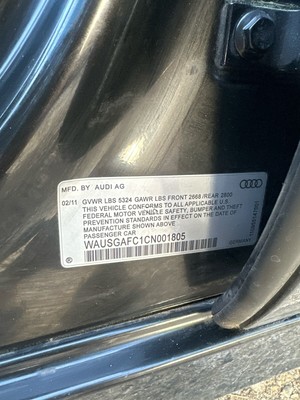 MFD. BY AUDI AG
02/11 GVWR LBS 5324 GAWR LBS FRONT 2668 /REAR 2800
THIS VEHICLE CONFORMS TO ALL APPLICABLE U.S.
FEDERAL MOTOR VEHICLE SAFETY, BUMPER AND THEFT
PREVENTION STANDARDS IN EFFECT ON THE DATE OF
MANUFACTURE SHOWN ABOVE.
PASSENGER CAR
WAUSGAFC1CN001805
GERMANY